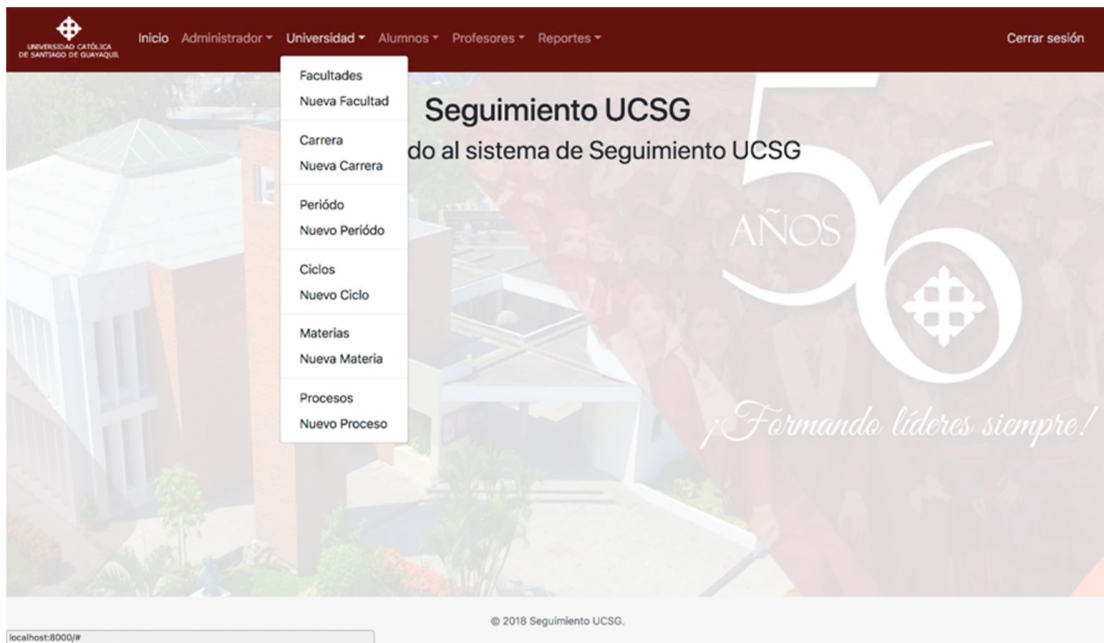 UNIVERSIDAD CATÓLICA
DE SANTIAGO DE GUAYAQUIL
Inicio Administrador Universidad Alumnos Profesores Reportes Cerrar sesión
Facultades
Nueva Facultad
Carrera
Nueva Carrera
Periódo
Nuevo Periódo
Ciclos
Nuevo Ciclo
Materias
Nueva Materia
Procesos
Nuevo Proceso
Seguimiento UCSG
do al sistema de Seguimiento UCSG
AÑOS
56
¡Formando líderes siempre!
© 2018 Seguimiento UCSG.
localhost:8000/#